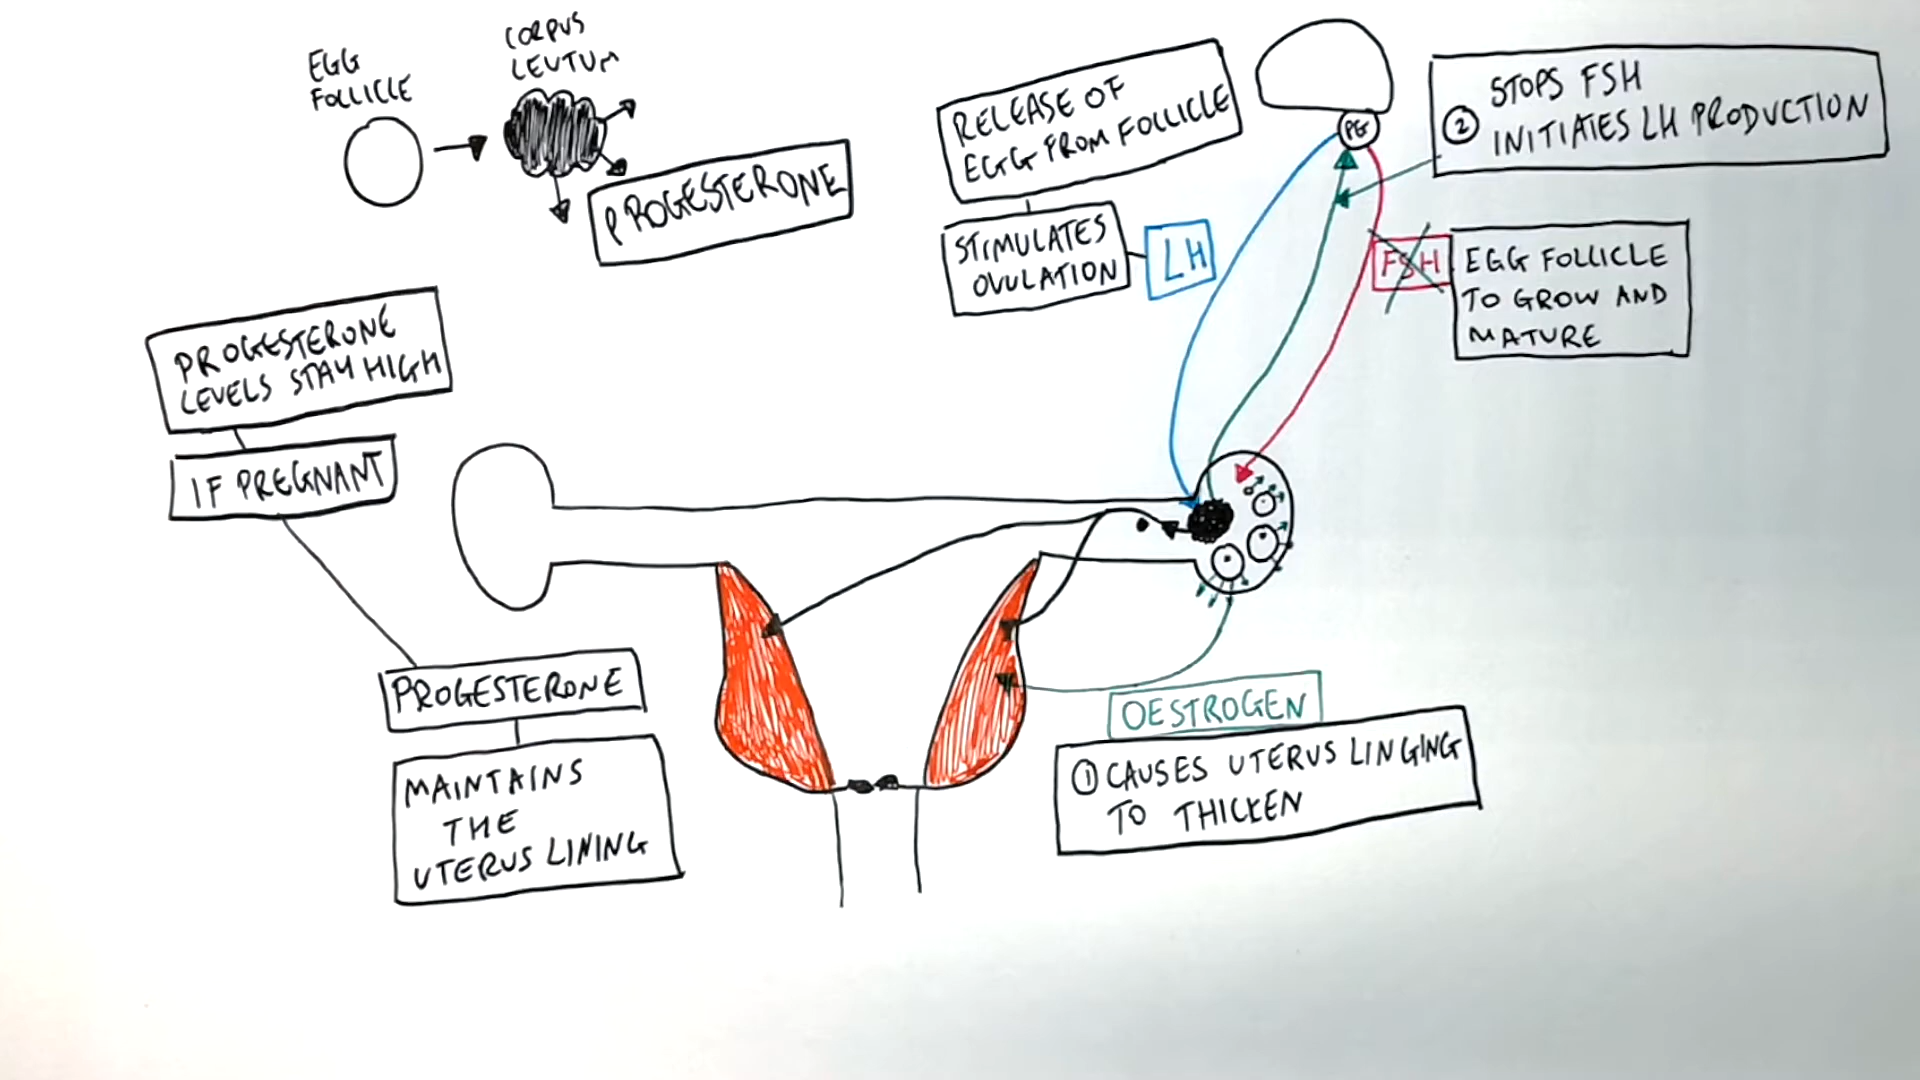 EGG
FOLLICLE
CORPUS
LEUTUM
PROGESTERONE
RELEASE OF
EGG FROM FOLLICLE
STIMULATES
OVULATION
LH
PG
② STOPS FSH
INITIATES LH PRODUCTION
FSH
EGG FOLLICLE
TO GROW AND
MATURE
PROGESTERONE
LEVELS STAY HIGH
IF PREGNANT
PROGESTERONE
MAINTAINS
THE
UTERUS LINING
OESTROGEN
① CAUSES UTERUS LINGING
TO THICKEN